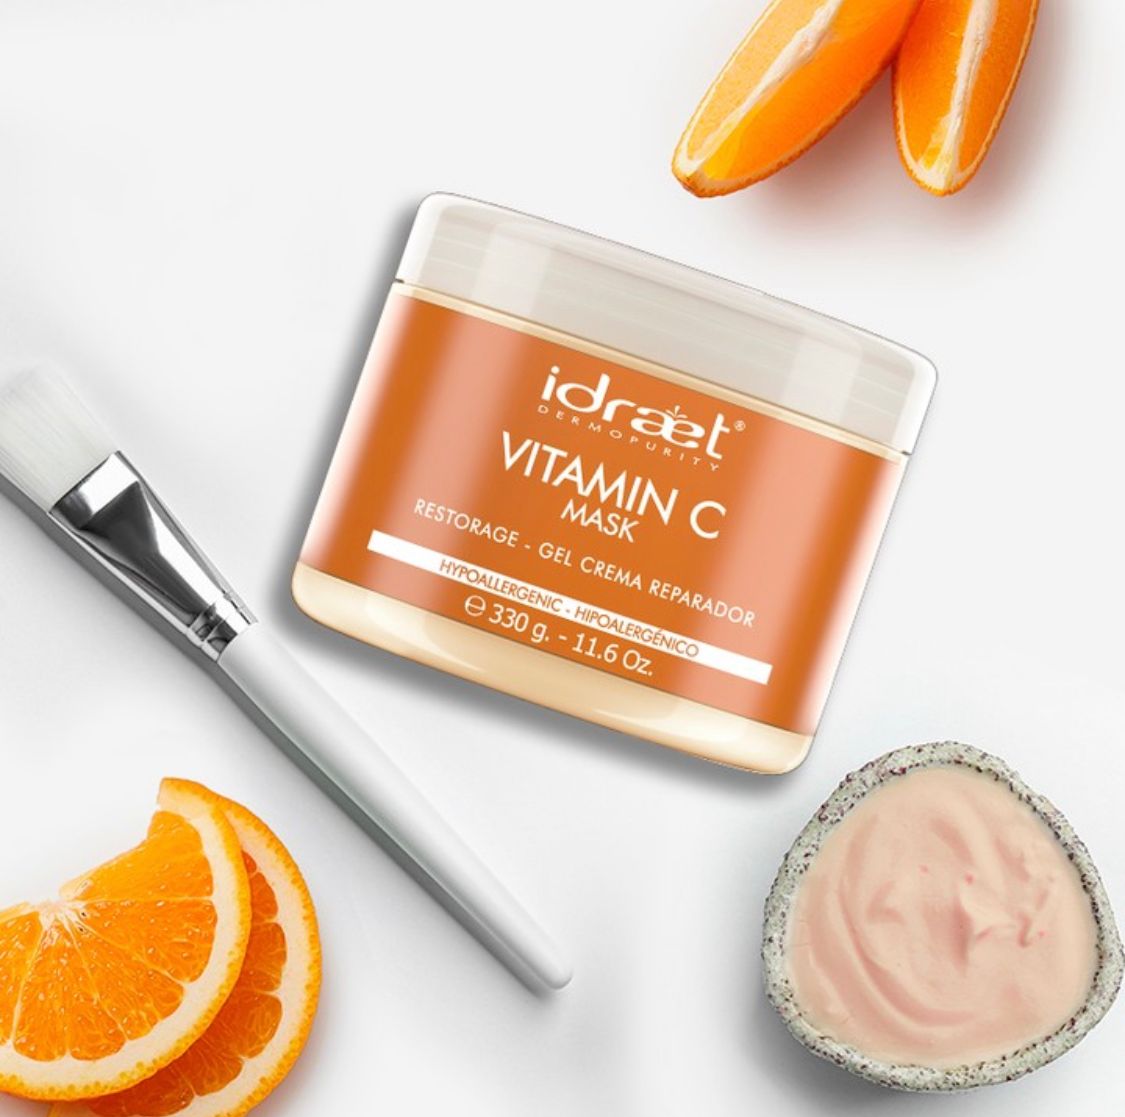 idraet®
DERMOPURITY
VITAMIN C
MASK
RESTORAGE - GEL CREMA REPARADOR
HYPOALLERGENIC - HIPOALERGÉNICO
℮ 330 g. - 11.6 Oz.